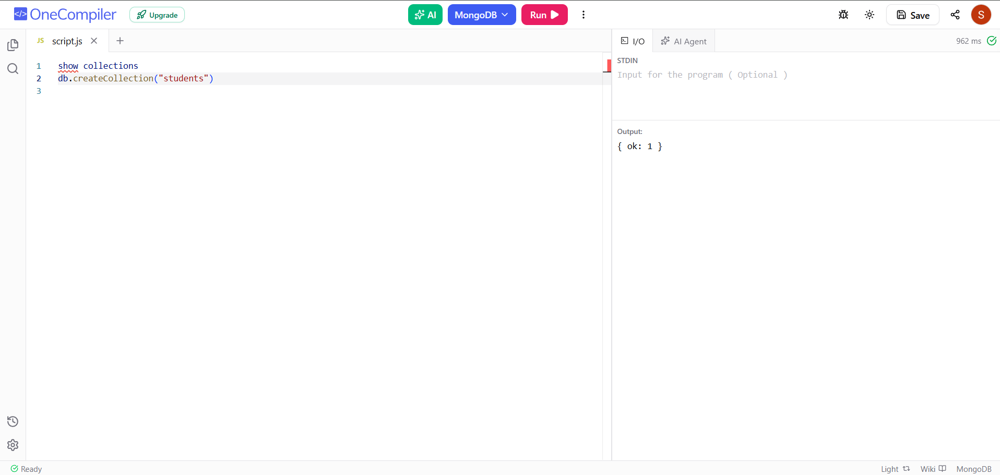 </> OneCompiler
Upgrade
AI
MongoDB
Run
Save
S
JS script.js
I/O
AI Agent
962 ms
1 show collections
2 db.createCollection("students")
3
STDIN
Input for the program ( Optional )
Output:
{ ok: 1 }
Ready
Light
Wiki
MongoDB